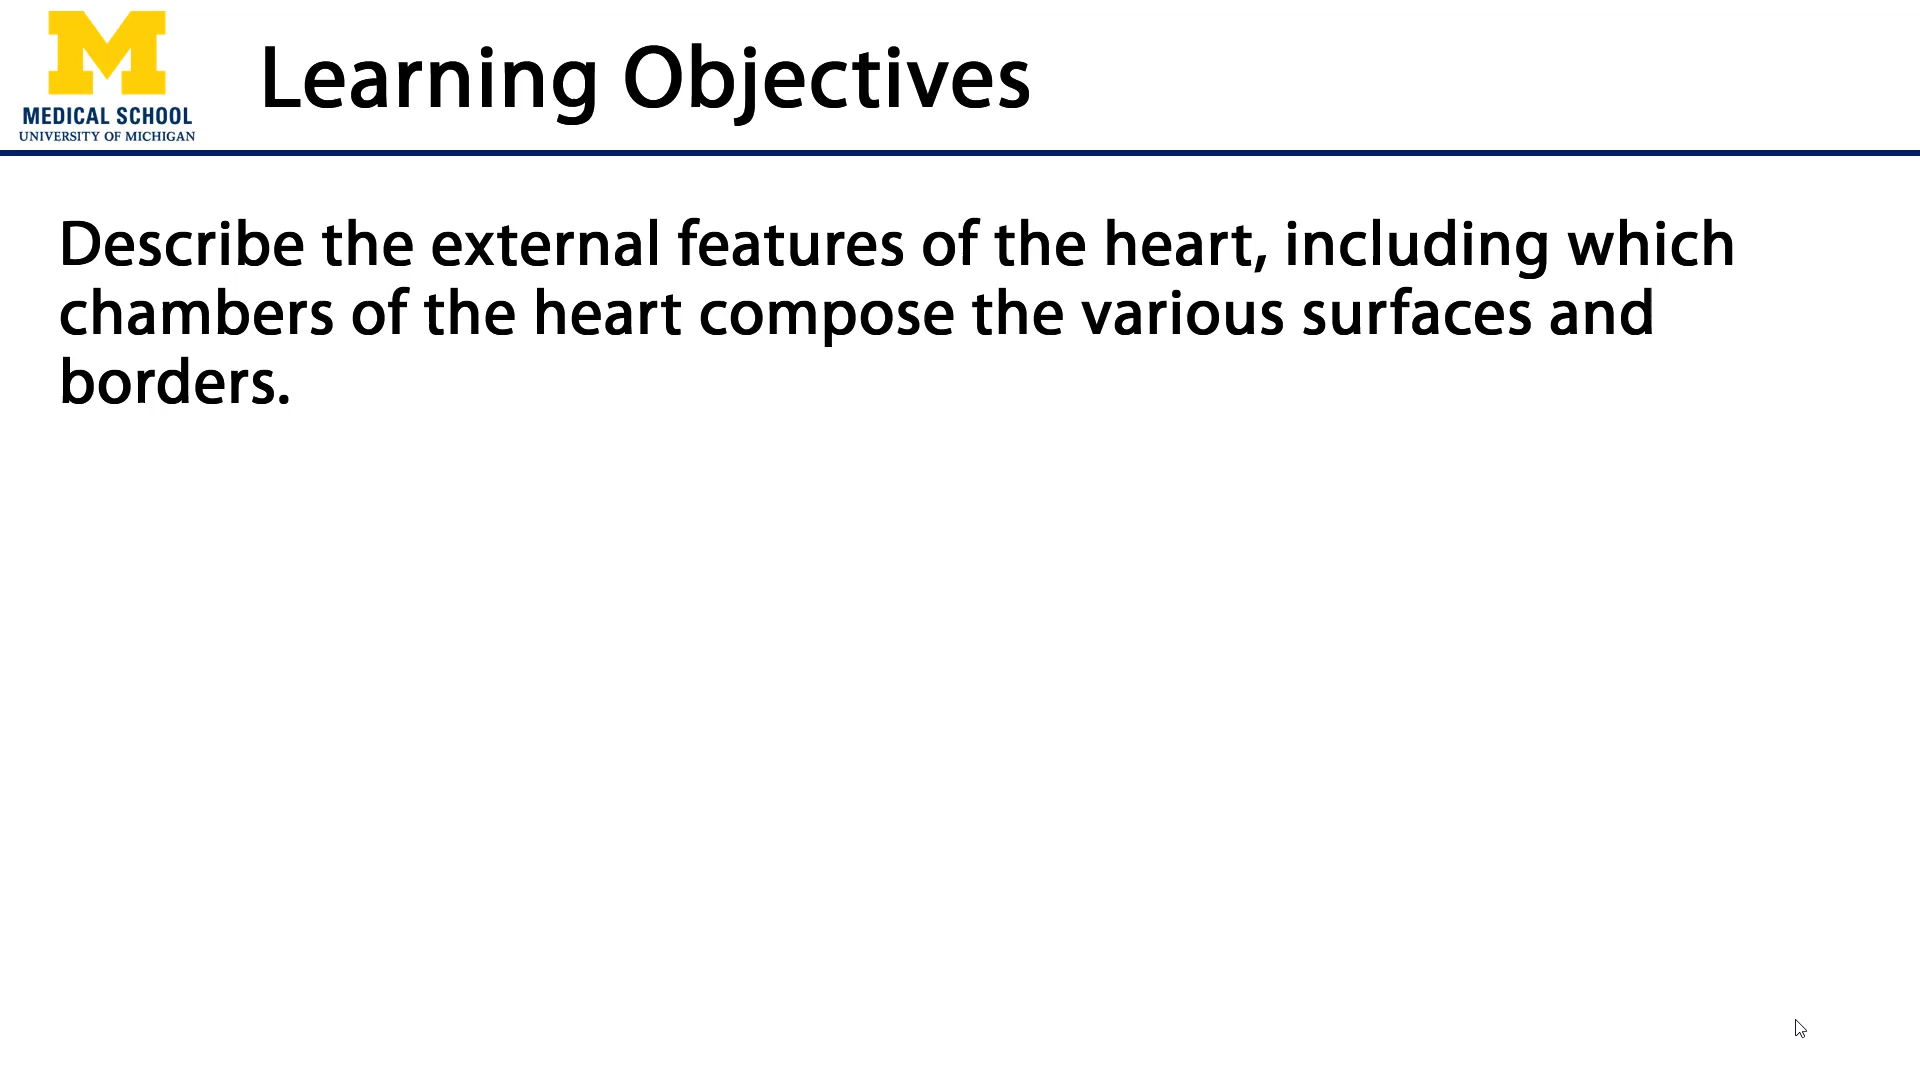 M
MEDICAL SCHOOL
UNIVERSITY OF MICHIGAN
Learning Objectives
Describe the external features of the heart, including which
chambers of the heart compose the various surfaces and
borders.